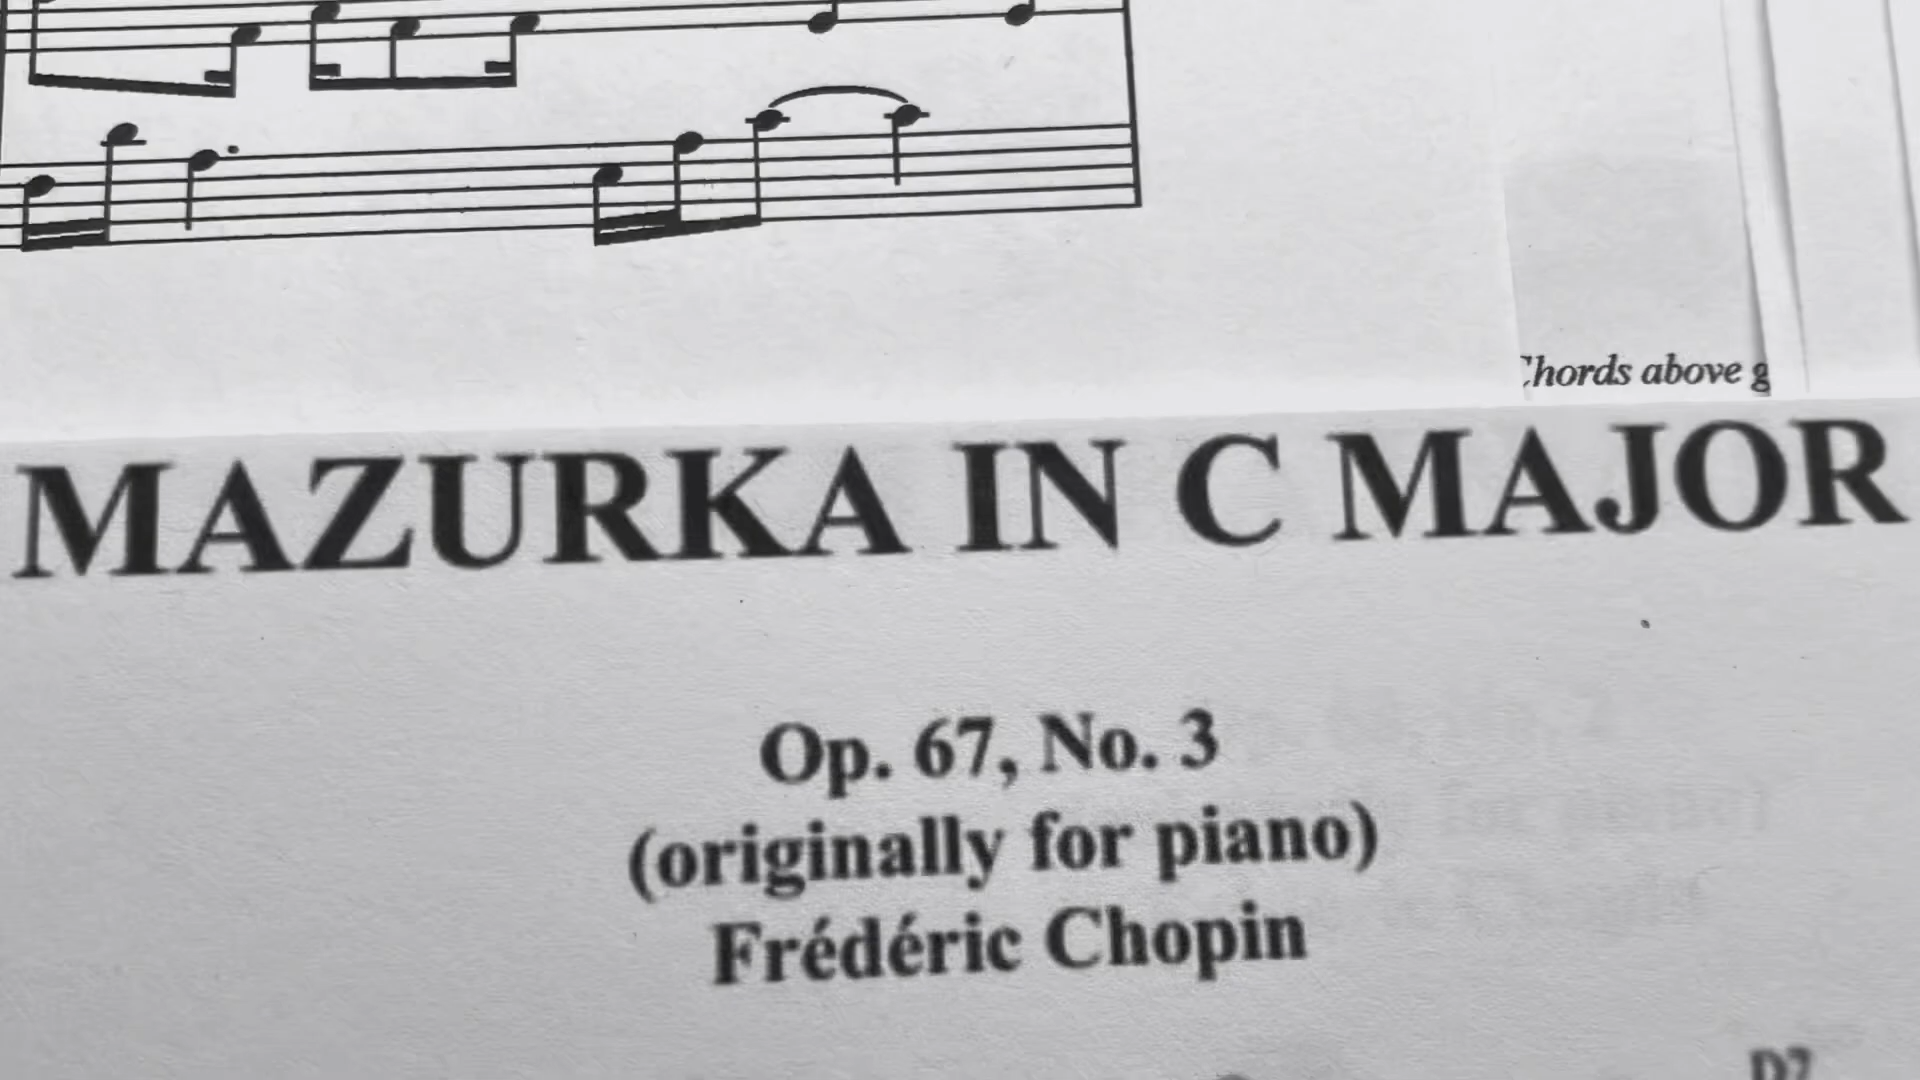 Chords above g
MAZURKA IN C MAJOR
Op. 67, No. 3
(originally for piano)
Frédéric Chopin
D7